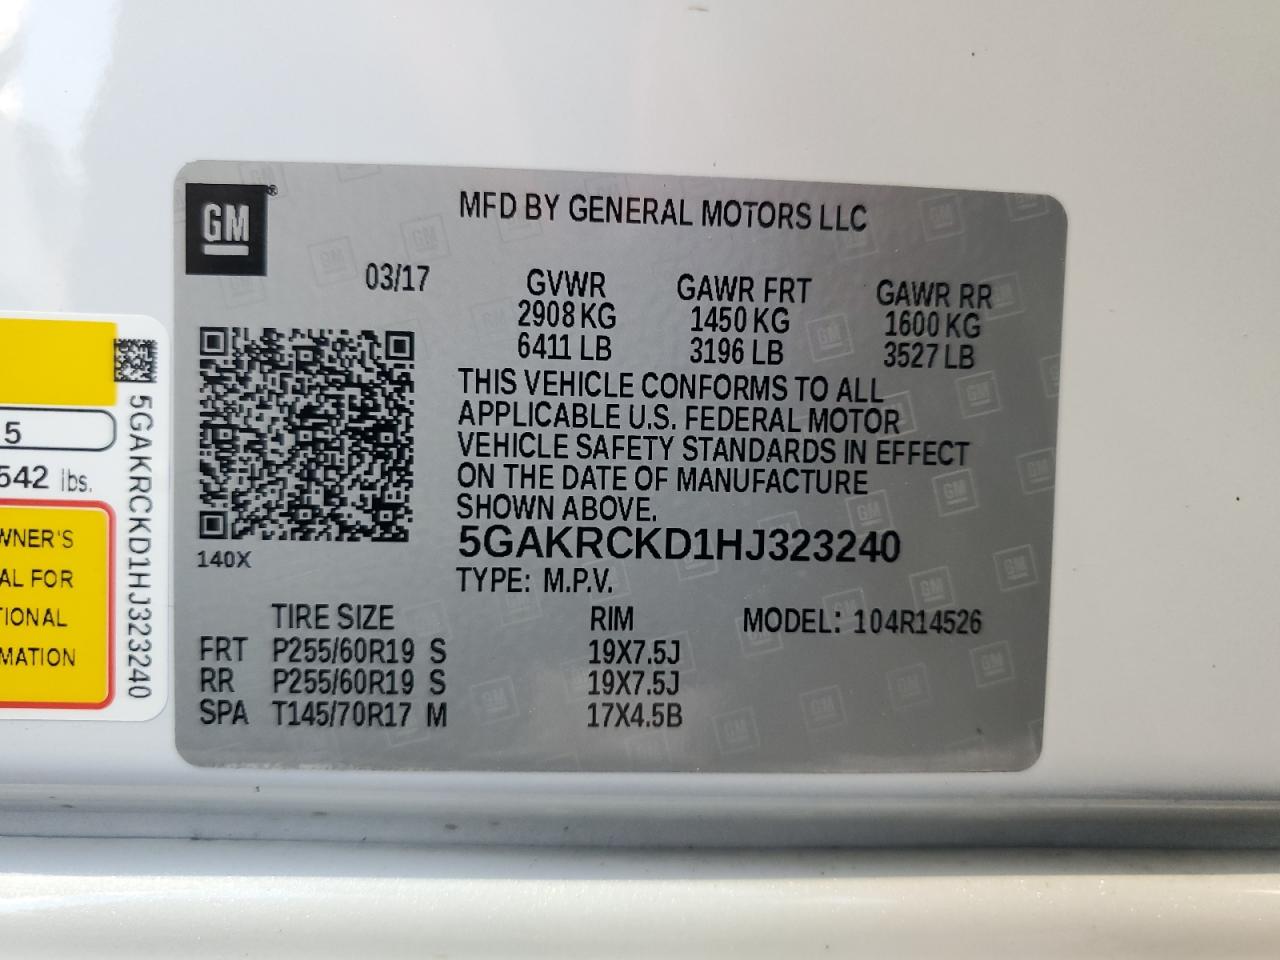 GM
MFD BY GENERAL MOTORS LLC
03/17
GVWR GAWR FRT GAWR RR
2908 KG 1450 KG 1600 KG
6411 LB 3196 LB 3527 LB
THIS VEHICLE CONFORMS TO ALL
APPLICABLE U.S. FEDERAL MOTOR
VEHICLE SAFETY STANDARDS IN EFFECT
ON THE DATE OF MANUFACTURE
SHOWN ABOVE.
5GAKRCKD1HJ323240
140X
TYPE: M.P.V.
TIRE SIZE RIM MODEL: 104R14526
FRT P255/60R19 S 19X7.5J
RR P255/60R19 S 19X7.5J
SPA T145/70R17 M 17X4.5B
5
542 lbs.
WNER'S
AL FOR
TIONAL
MATION
5GAKRCKD1HJ323240